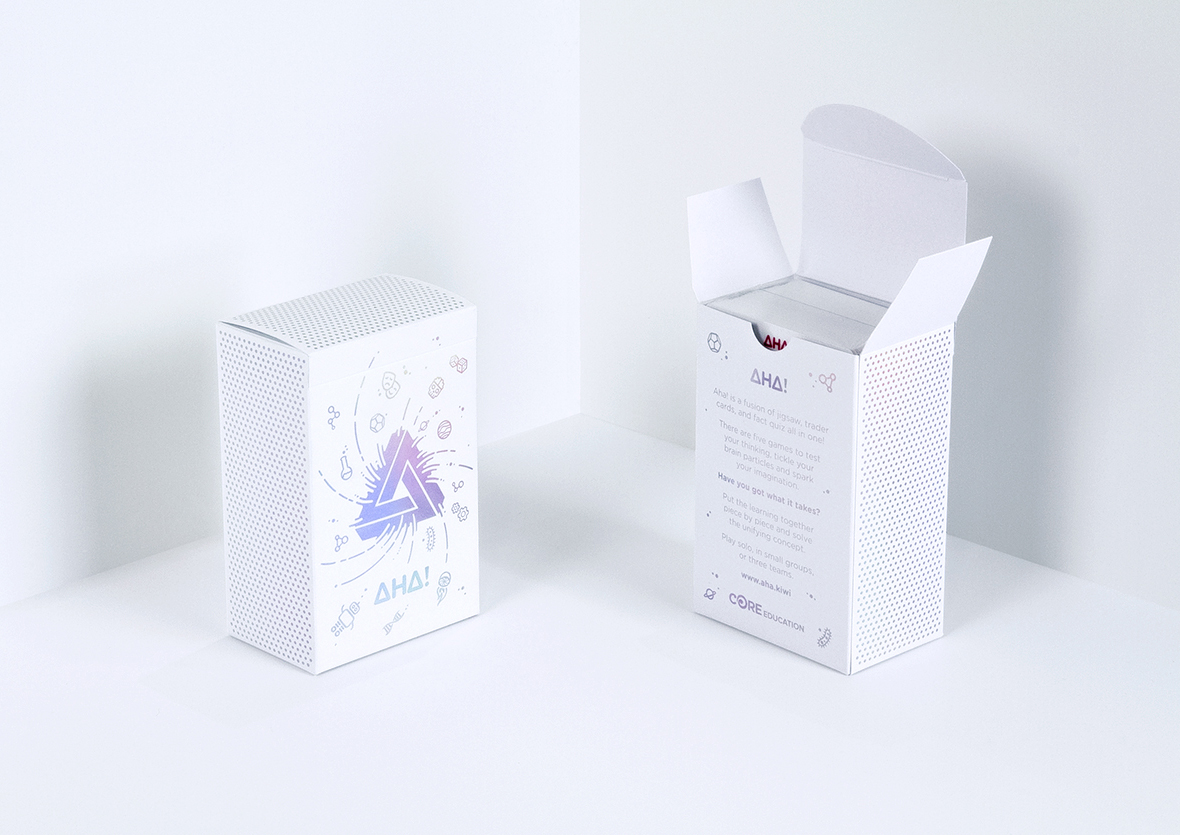 AHA!
AHA!
AHA!
Aha! is a fusion of jigsaw, trader
cards, and fact quiz all in one!
There are five games to test
your thinking, tickle your
brain particles and spark
your imagination.
Have you got what it takes?
Put the learning together
piece by piece and solve
the unifying concept.
Play solo, in small groups,
or three teams.
www.aha.kiwi
CORE EDUCATION